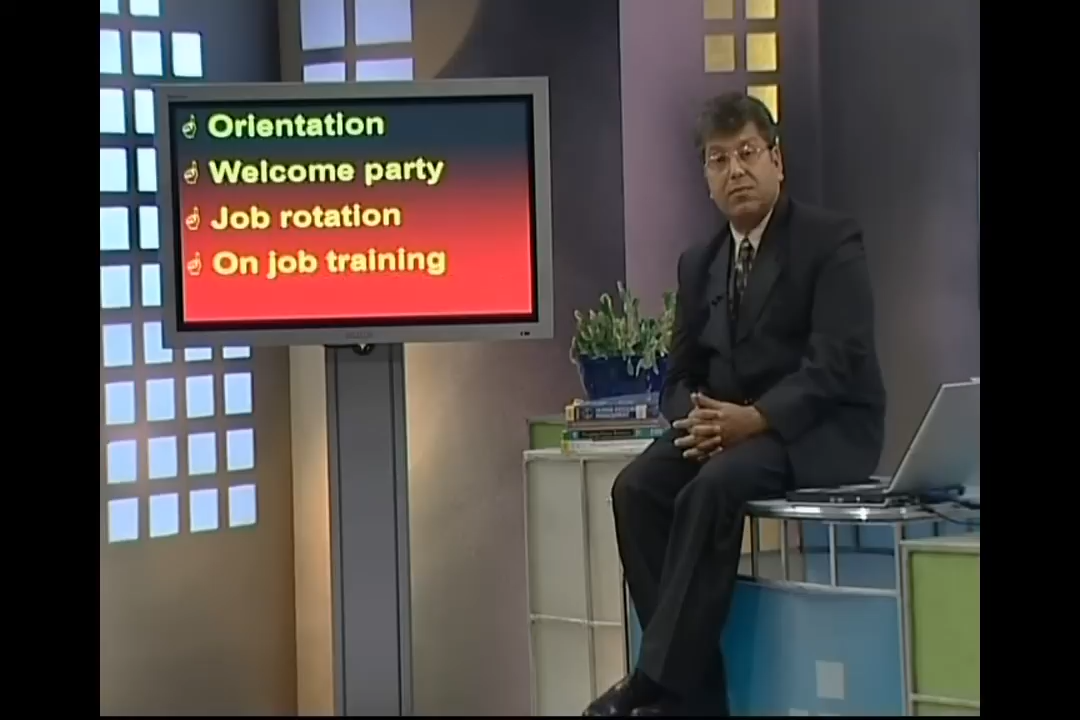 Orientation
Welcome party
Job rotation
On job training